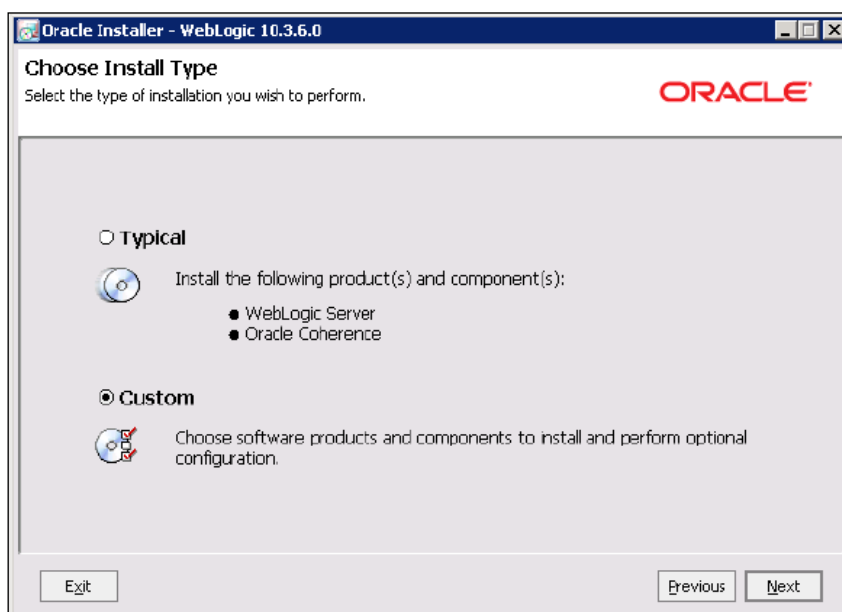 Oracle Installer - WebLogic 10.3.6.0
Choose Install Type
Select the type of installation you wish to perform.
ORACLE
Typical
Install the following product(s) and component(s):
● WebLogic Server
● Oracle Coherence
Custom
Choose software products and components to install and perform optional
configuration.
Exit
Previous
Next